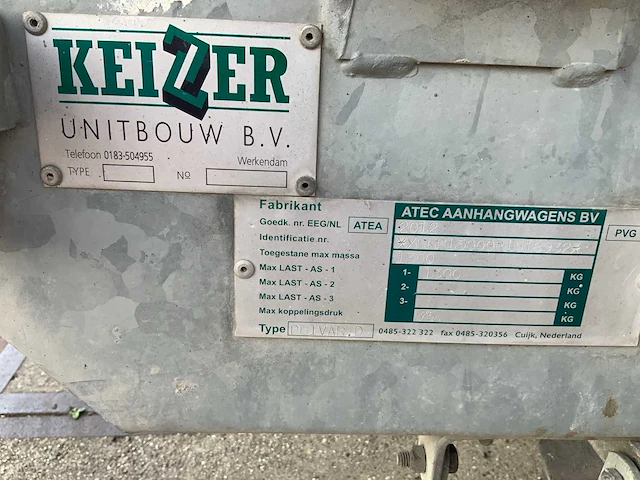 KEIZER
UNITBOUW B.V.
Telefoon 0183-504955
Werkendam
TYPE No
Fabrikant ATEC AANHANGWAGENS BV
Goedk. nr. EEG/NL ATEA PVG
Identificatie.nr.
Toegestane max massa
Max LAST - AS - 1 1- KG
Max LAST - AS - 2 2- KG
Max LAST - AS - 3 3- KG
Max koppelingsdruk KG
Type 0485-322 322 fax 0485-320356 Cuijk, Nederland